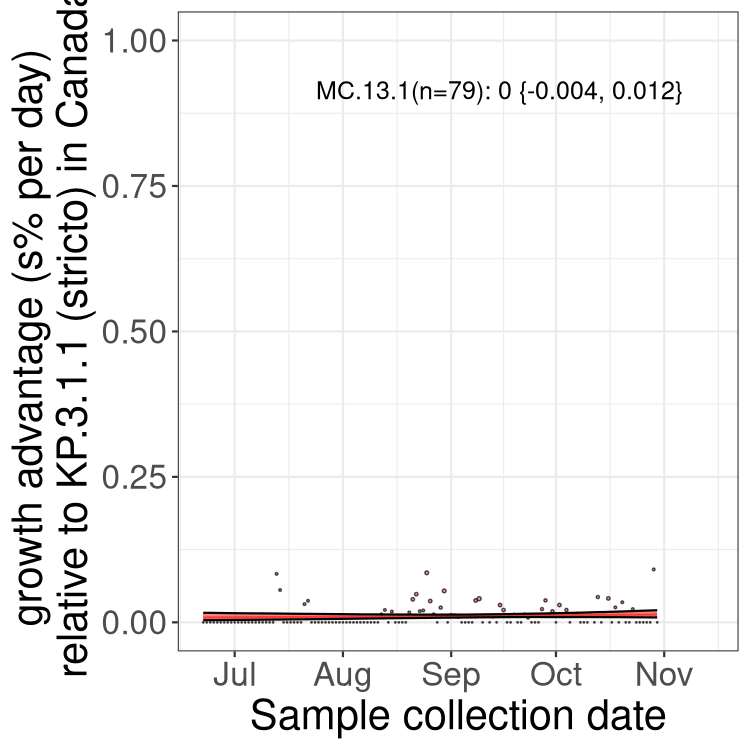 growth advantage (s% per day)
relative to KP.3.1.1 (stricto) in Canada
1.00
0.75
0.50
0.25
0.00
MC.13.1(n=79): 0 {-0.004, 0.012}
Jul Aug Sep Oct Nov
Sample collection date